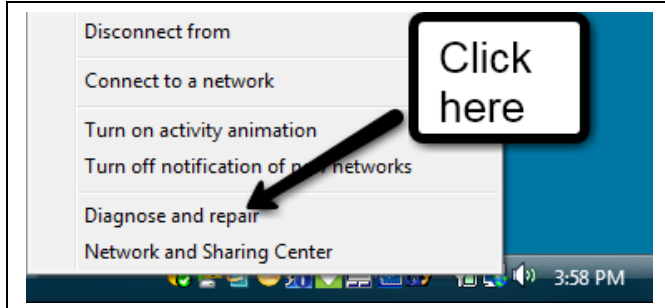 Disconnect from
Click
here
Connect to a network
Turn on activity animation
Turn off notification of new networks
Diagnose and repair
Network and Sharing Center
3:58 PM